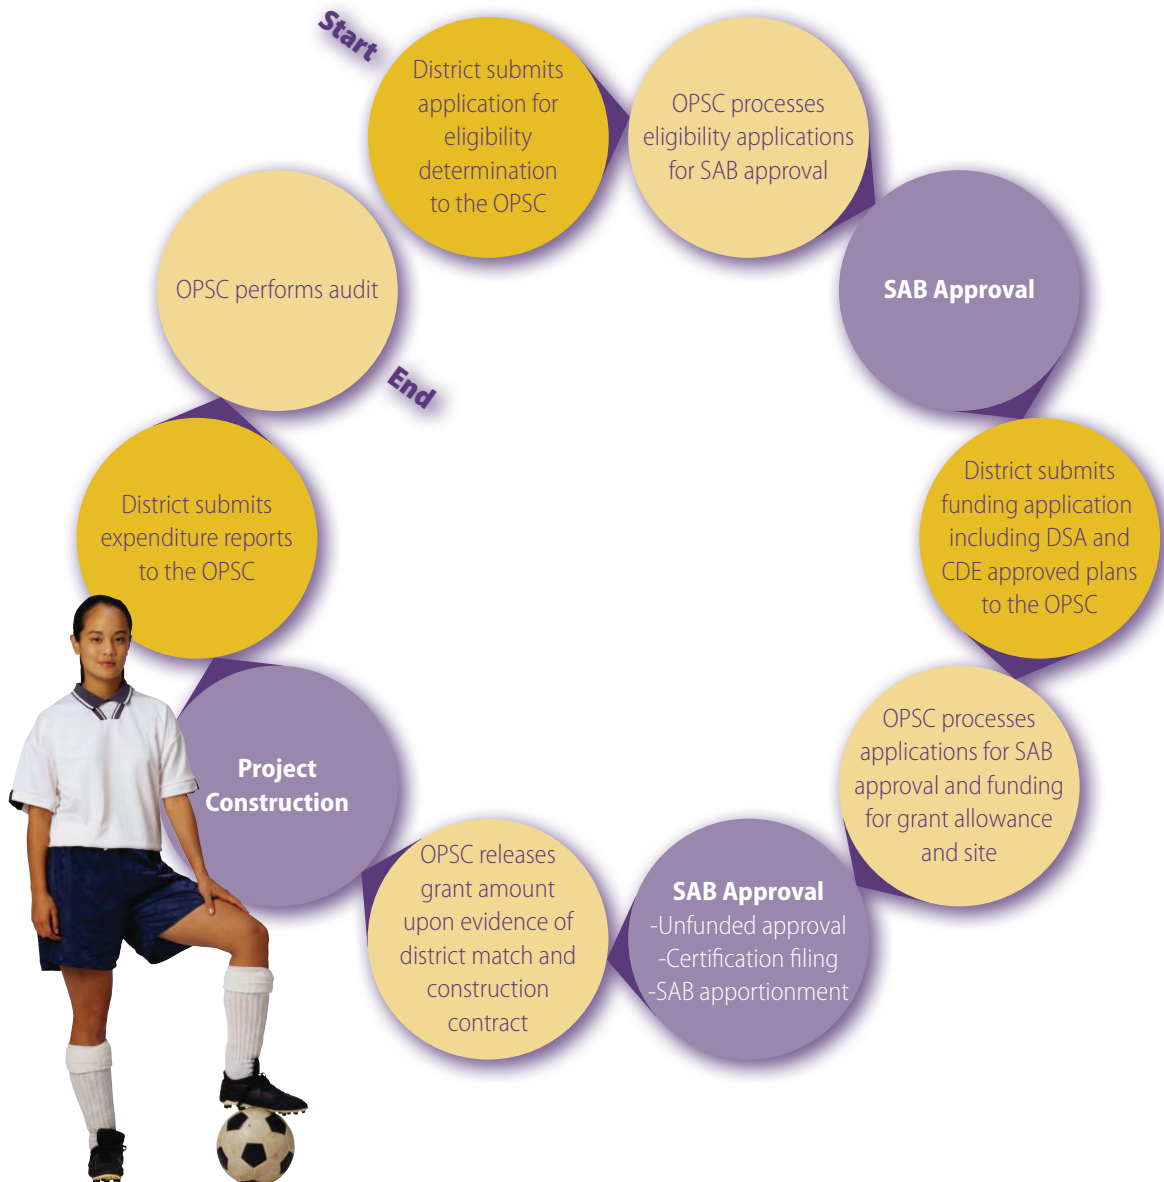 Start
District submits
application for
eligibility
determination
to the OPSC
OPSC processes
eligibility applications
for SAB approval
SAB Approval
District submits
funding application
including DSA and
CDE approved plans
to the OPSC
OPSC processes
applications for SAB
approval and funding
for grant allowance
and site
SAB Approval
-Unfunded approval
-Certification filing
-SAB apportionment
OPSC releases
grant amount
upon evidence of
district match and
construction
contract
Project
Construction
District submits
expenditure reports
to the OPSC
OPSC performs audit
End